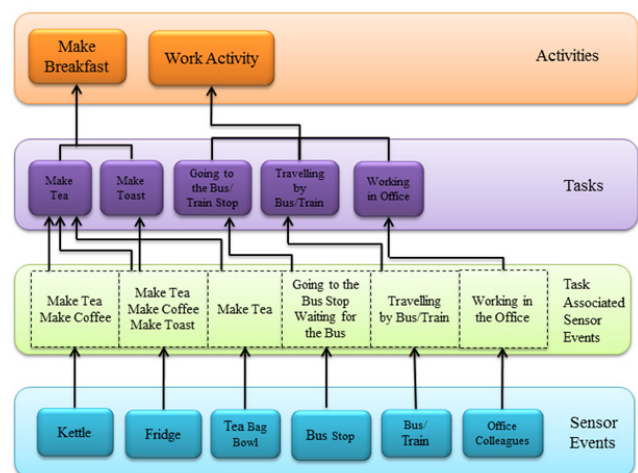 Make
Breakfast
Work Activity
Activities
Make
Tea
Make
Toast
Going to
the Bus/
Train Stop
Travelling
by
Bus/Train
Working
in Office
Tasks
Make Tea
Make Coffee
Make Tea
Make Coffee
Make Toast
Make Tea
Going to the
Bus Stop
Waiting for
the Bus
Travelling
by Bus/Train
Working in
the Office
Task
Associated
Sensor
Events
Kettle
Fridge
Tea Bag
Bowl
Bus Stop
Bus/
Train
Office
Colleagues
Sensor
Events